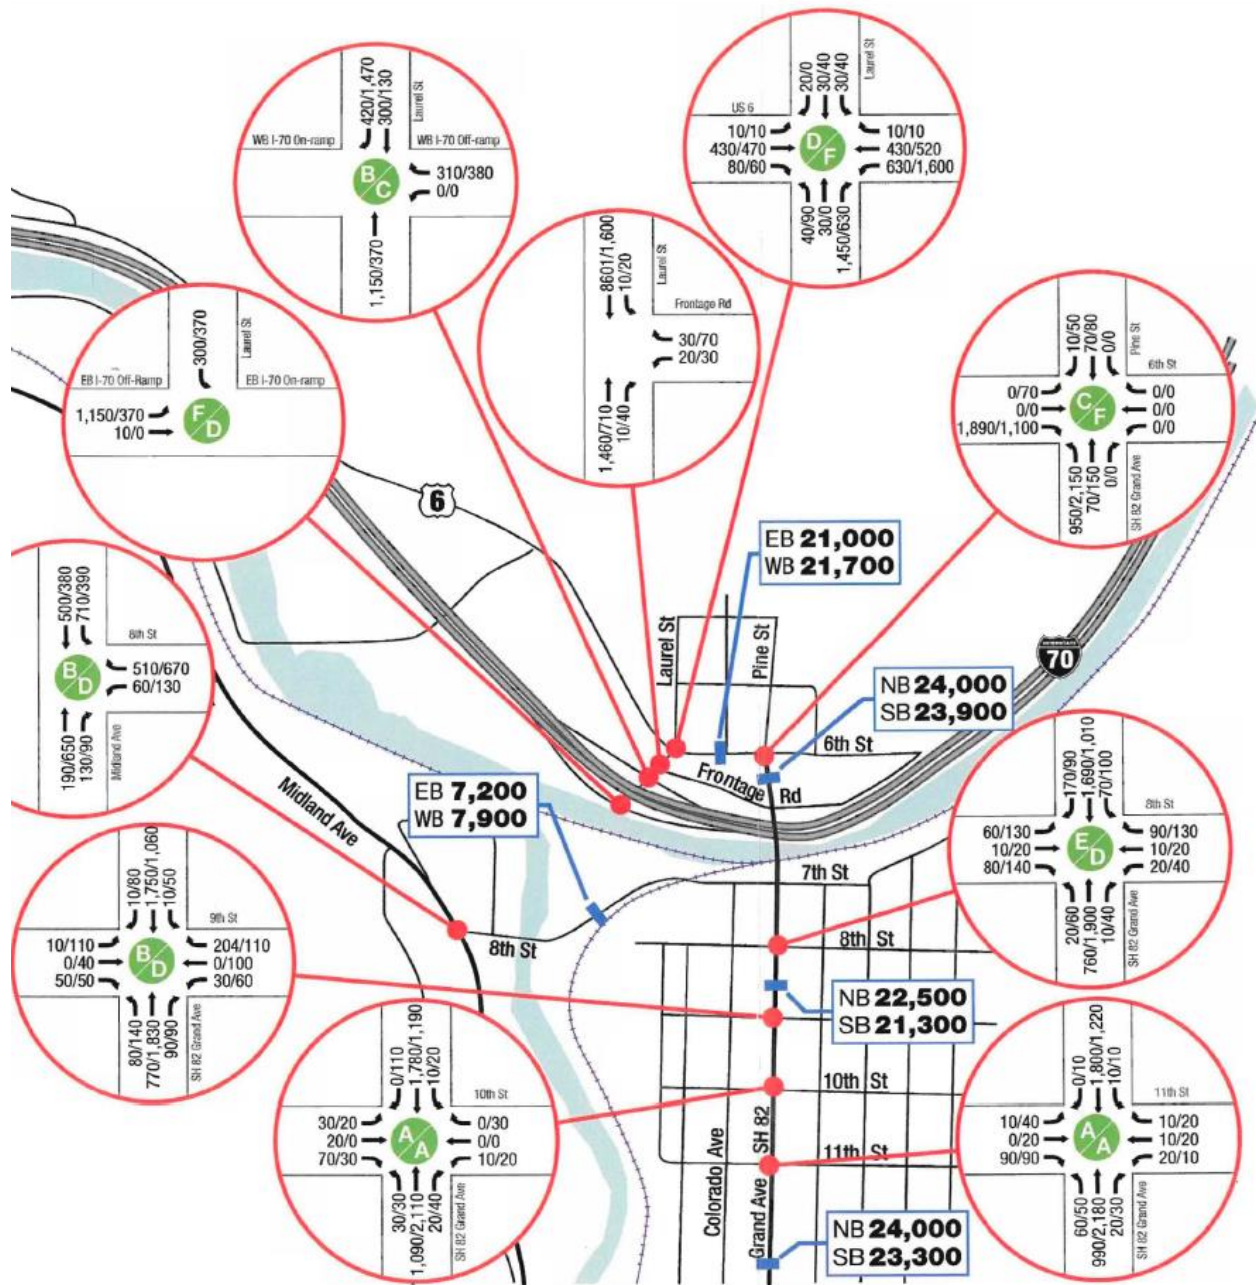 420/1,470
300/130
Laurel St
WB I-70 On-ramp
WB I-70 Off-ramp
B/C
310/380
0/0
1,150/370
20/0
30/40
30/40
Laurel St
US 6
10/10
430/470
80/60
D/F
10/10
430/520
630/1,600
40/90
30/0
1,450/630
8601/1,600
10/20
Laurel St
Frontage Rd
30/70
20/30
1,460/710
10/40
300/370
Laurel St
EB I-70 Off-Ramp
EB I-70 On-ramp
1,150/370
10/0
F/D
10/50
70/80
0/0
Pine St
6th St
0/70
0/0
1,890/1,100
C/F
0/0
0/0
0/0
950/2,150
70/150
0/0
SH 82 Grand Ave
6
EB 21,000
WB 21,700
INTERSTATE
70
500/380
710/390
8th St
B/D
510/670
60/130
190/650
130/90
Midland Ave
Laurel St
Pine St
NB 24,000
SB 23,900
6th St
Frontage Rd
Midland Ave
EB 7,200
WB 7,900
170/90
1,690/1,010
70/100
8th St
60/130
10/20
80/140
E/D
90/130
10/20
20/40
20/60
760/1,900
10/40
SH 82 Grand Ave
7th St
8th St
8th St
10/80
1,750/1,060
10/50
9th St
10/110
0/40
50/50
B/D
204/110
0/100
30/60
80/140
770/1,830
90/90
SH 82 Grand Ave
NB 22,500
SB 21,300
0/110
1,780/1,190
10/20
10th St
30/20
20/0
70/30
A/A
0/30
0/0
10/20
30/30
1,090/2,110
20/40
SH 82 Grand Ave
10th St
11th St
Colorado Ave
Grand Ave SH 82
0/10
1,800/1,220
10/10
11th St
10/40
0/20
90/90
A/A
10/20
10/20
20/10
60/50
990/2,180
20/30
SH 82 Grand Ave
NB 24,000
SB 23,300